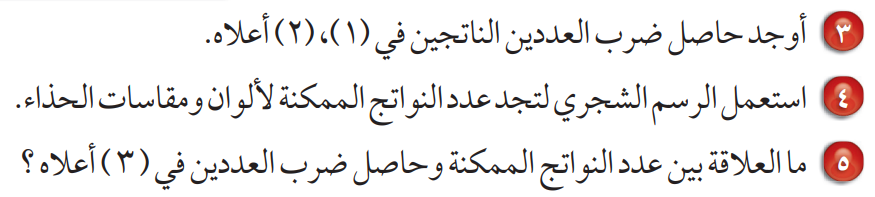 ٣ أوجد حاصل ضرب العددين الناتجين في (١)، (٢) أعلاه.
٤ استعمل الرسم الشجري لتجد عدد النواتج الممكنة لألوان ومقاسات الحذاء.
٥ ما العلاقة بين عدد النواتج الممكنة وحاصل ضرب العددين في (٣) أعلاه ؟